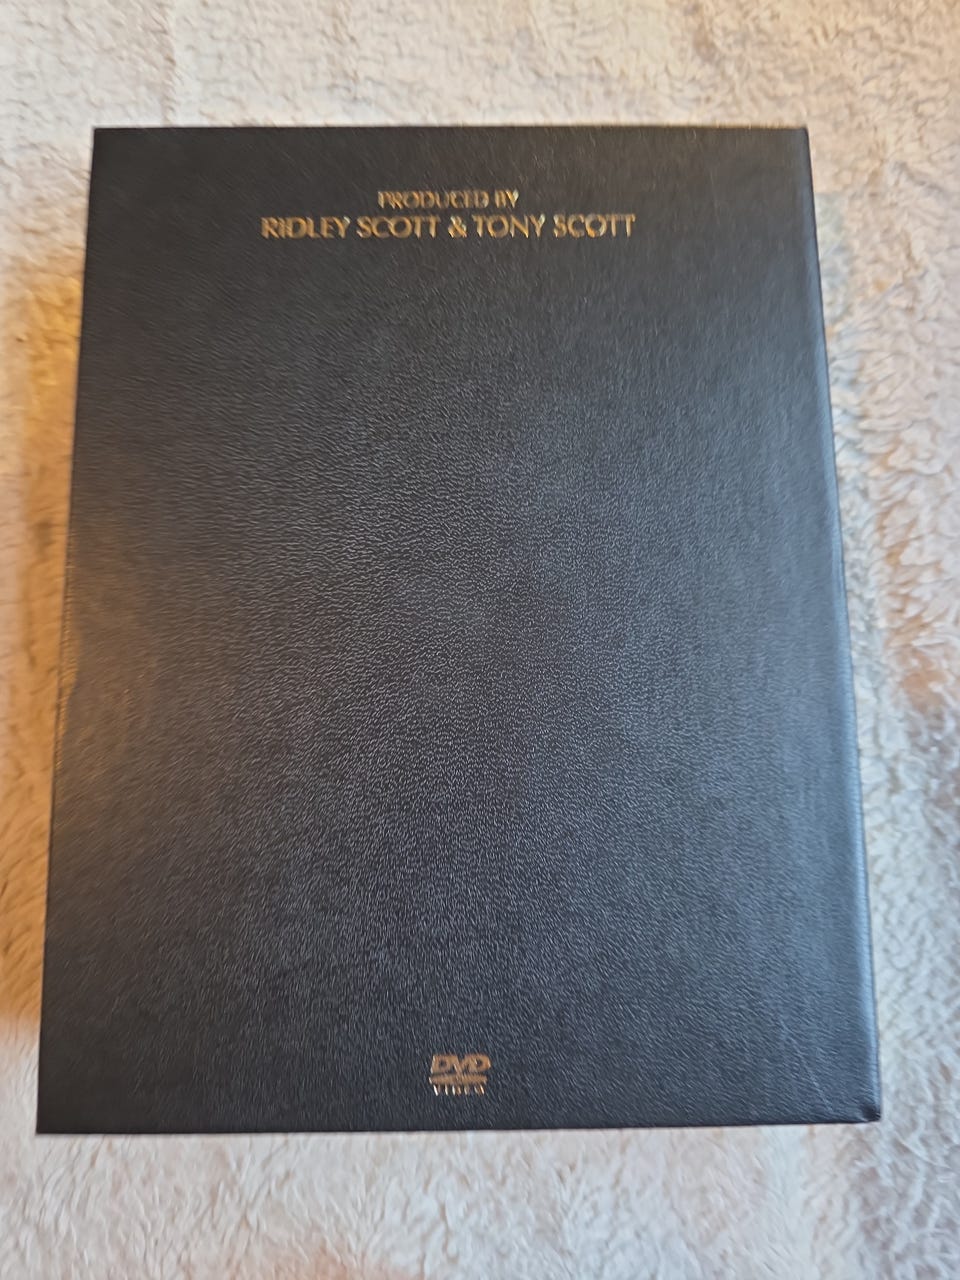 PRODUCED BY
RIDLEY SCOTT & TONY SCOTT
DVD
VIDEO